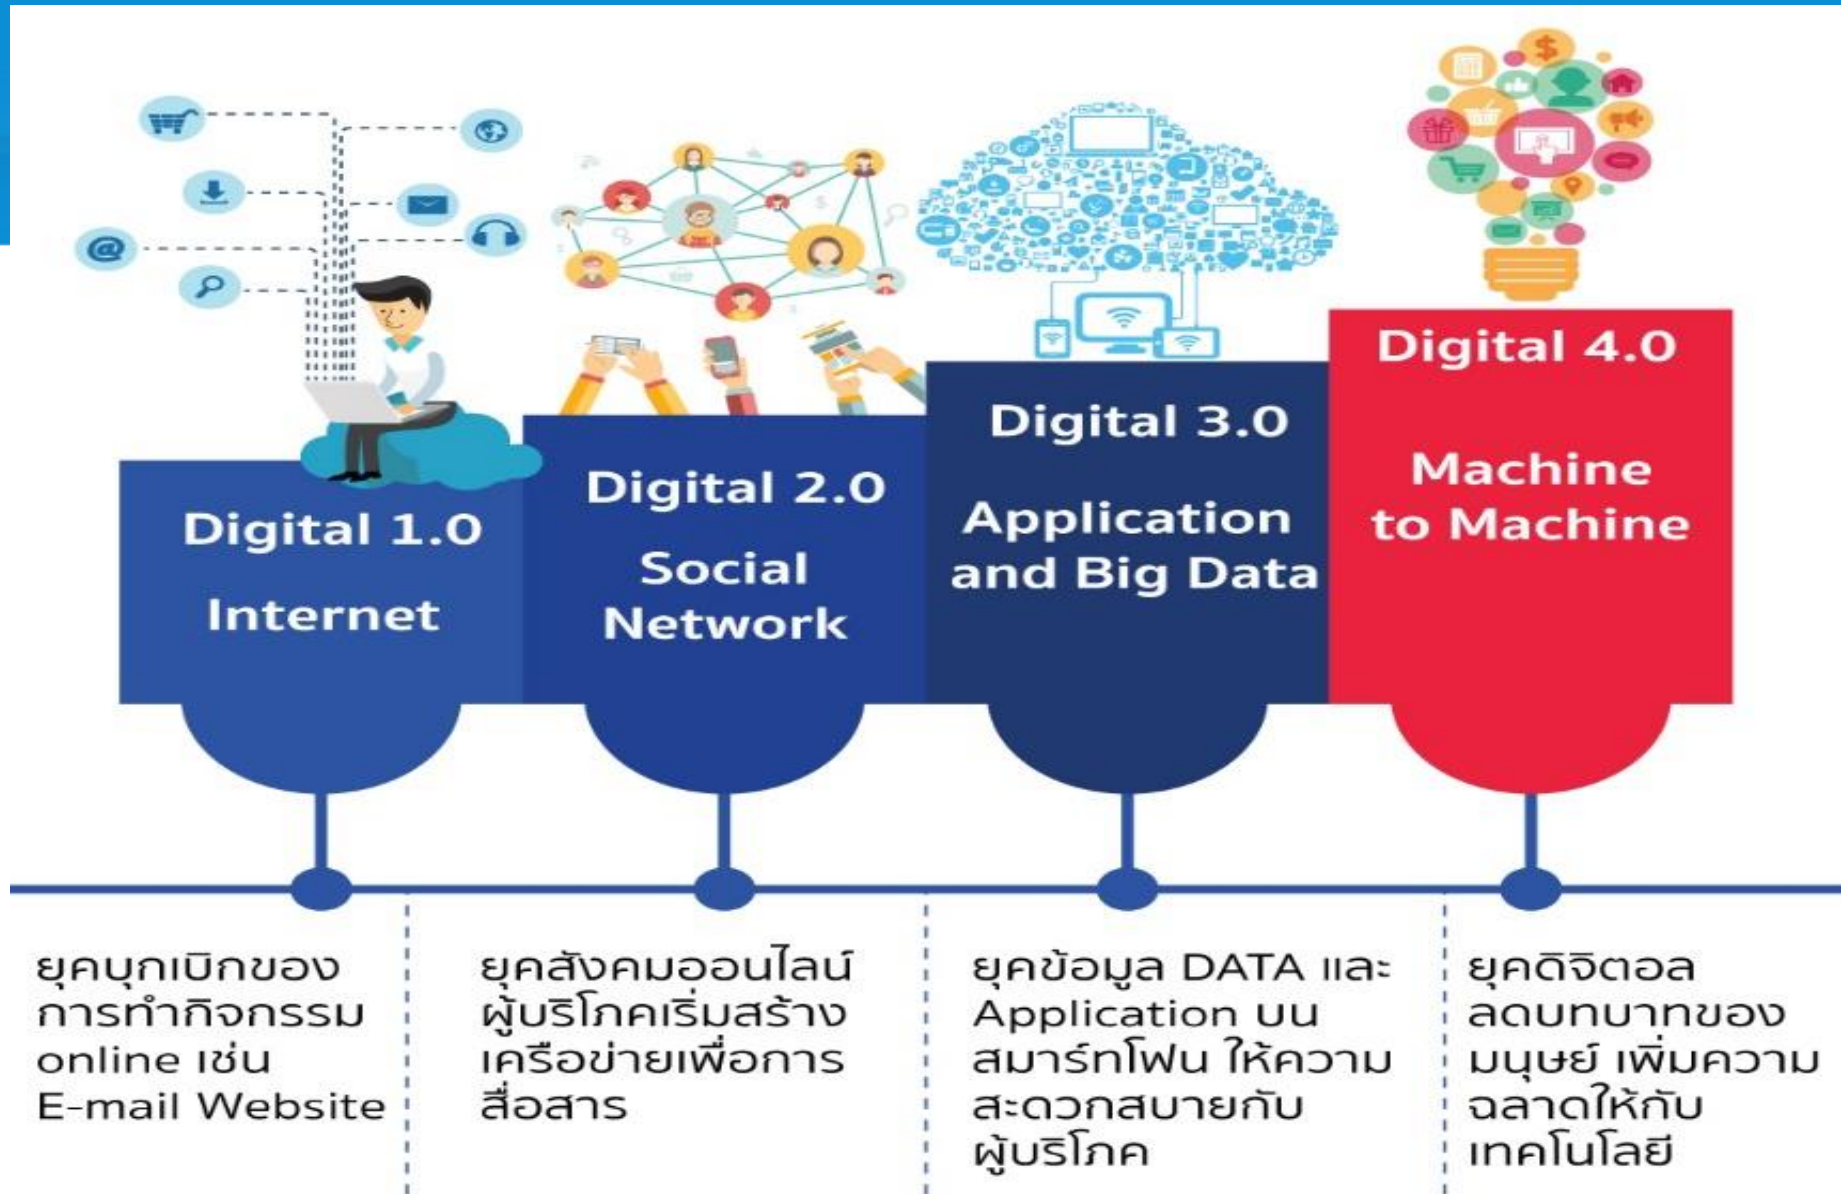 Digital 1.0
Internet
Digital 2.0
Social
Network
Digital 3.0
Application
and Big Data
Digital 4.0
Machine
to Machine
ยุคบุกเบิกของ
การทำกิจกรรม
online เช่น
E-mail Website
ยุคสังคมออนไลน์
ผู้บริโภคเริ่มสร้าง
เครือข่ายเพื่อการ
สื่อสาร
ยุคข้อมูล DATA และ
Application บน
สมาร์ทโฟน ให้ความ
สะดวกสบายกับ
ผู้บริโภค
ยุคดิจิตอล
ลดบทบาทของ
มนุษย์ เพิ่มความ
ฉลาดให้กับ
เทคโนโลยี